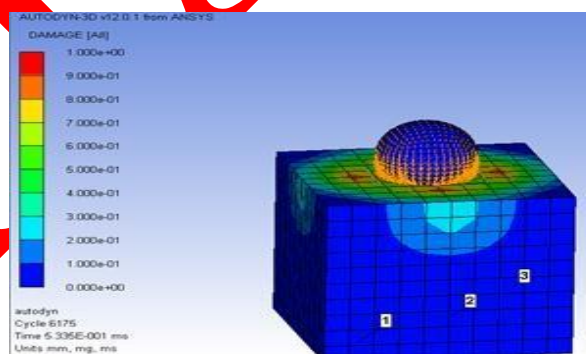 AUTODYN-3D v12.0.1 from ANSYS
DAMAGE [All]
1.000e+00
9.000e-01
8.000e-01
7.000e-01
6.000e-01
5.000e-01
4.000e-01
3.000e-01
2.000e-01
1.000e-01
0.000e+00
3
2
1
autodyn
Cycle 6175
Time 5.335E-001 ms
Units mm, mg, ms